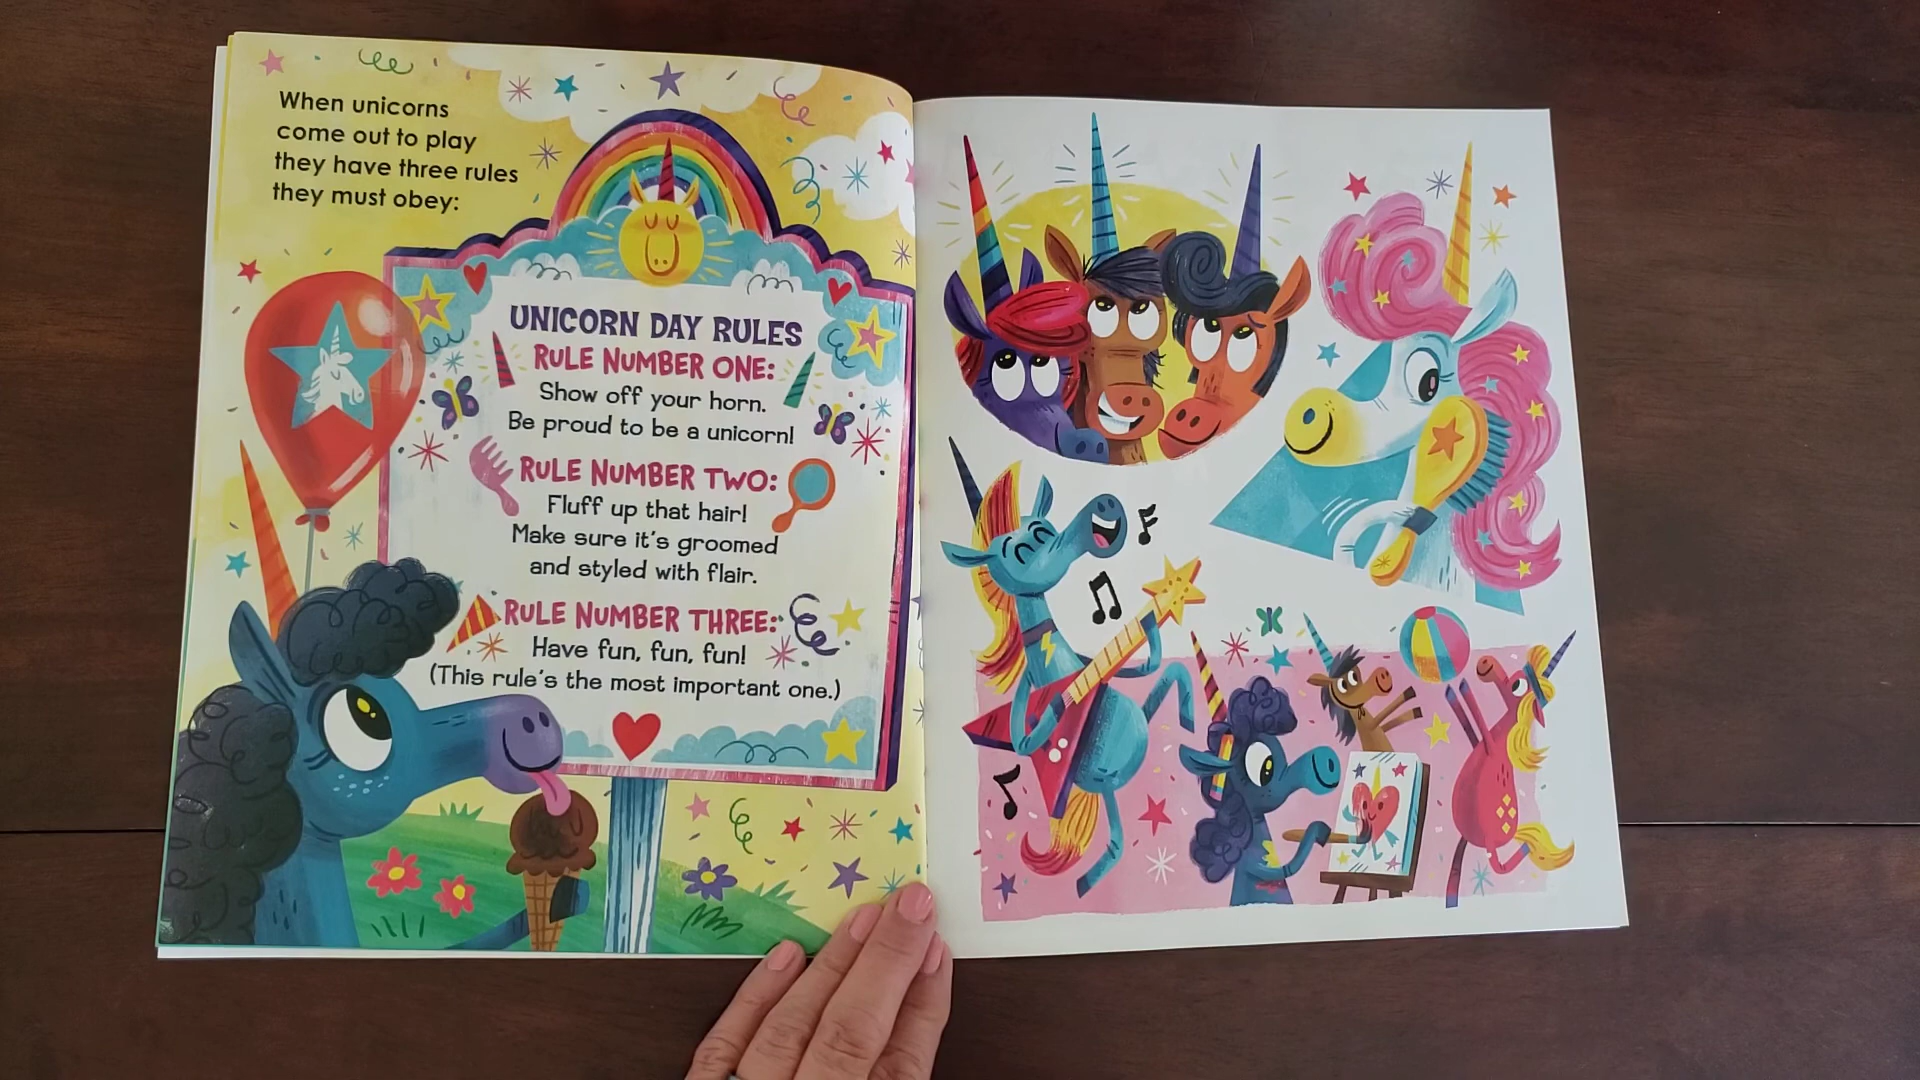 When unicorns
come out to play
they have three rules
they must obey:
UNICORN DAY RULES
RULE NUMBER ONE:
Show off your horn.
Be proud to be a unicorn!
RULE NUMBER TWO:
Fluff up that hair!
Make sure it's groomed
and styled with flair.
RULE NUMBER THREE:
Have fun, fun, fun!
(This rule's the most important one.)